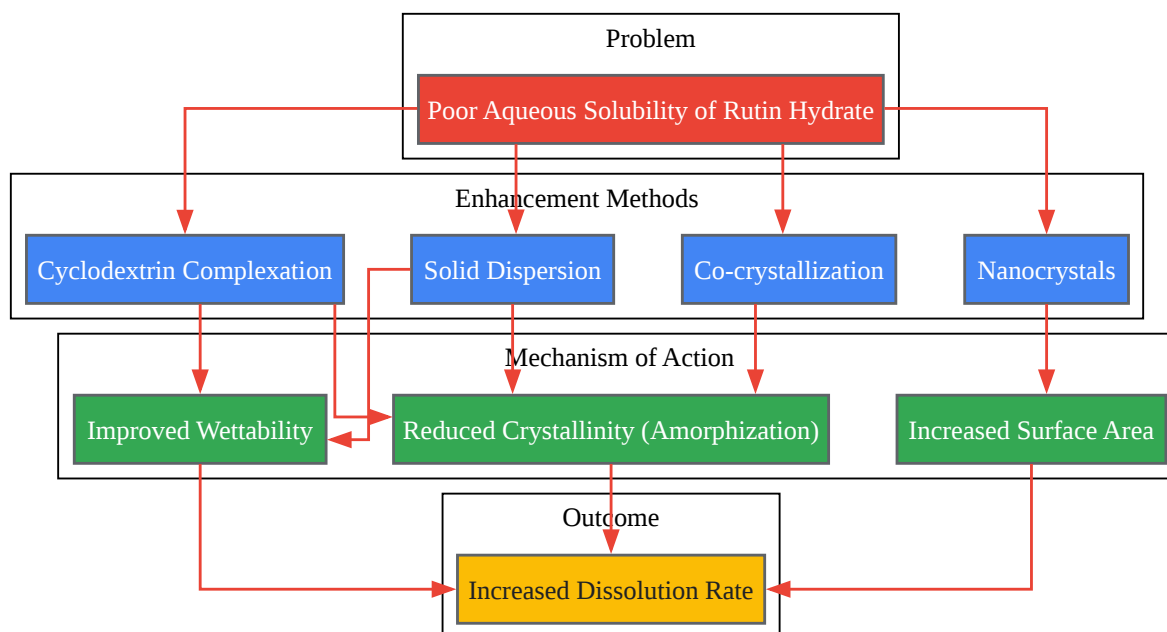 Problem
Poor Aqueous Solubility of Rutin Hydrate
Enhancement Methods
Cyclodextrin Complexation
Solid Dispersion
Co-crystallization
Nanocrystals
Mechanism of Action
Improved Wettability
Reduced Crystallinity (Amorphization)
Increased Surface Area
Outcome
Increased Dissolution Rate